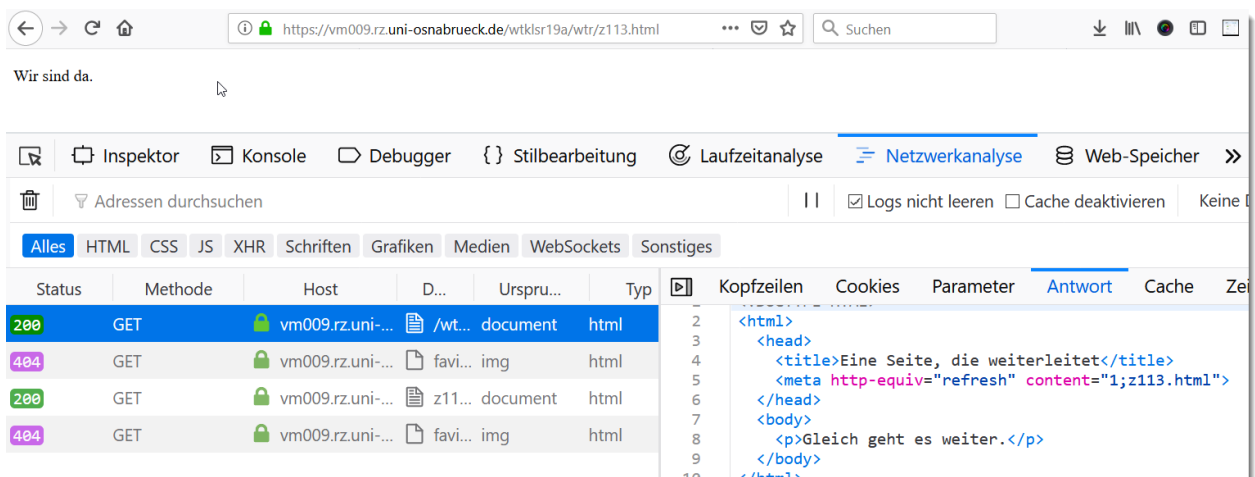 https://vm009.rz.uni-osnabrueck.de/wtklsr19a/wtr/z113.html ••• Suchen
Wir sind da.
Inspektor Konsole Debugger {} Stilbearbeitung Laufzeitanalyse Netzwerkanalyse Web-Speicher »
Adressen durchsuchen Logs nicht leeren Cache deaktivieren Keine
Alles HTML CSS JS XHR Schriften Grafiken Medien WebSockets Sonstiges
Status Methode Host D... Urspru... Typ Kopfzeilen Cookies Parameter Antwort Cache Zei
200 GET vm009.rz.uni-... /wt... document html
404 GET vm009.rz.uni-... favi... img html
200 GET vm009.rz.uni-... z11... document html
404 GET vm009.rz.uni-... favi... img html
2 <html>
3 <head>
4 <title>Eine Seite, die weiterleitet</title>
5 <meta http-equiv="refresh" content="1;z113.html">
6 </head>
7 <body>
8 <p>Gleich geht es weiter.</p>
9 </body>
10 </html>